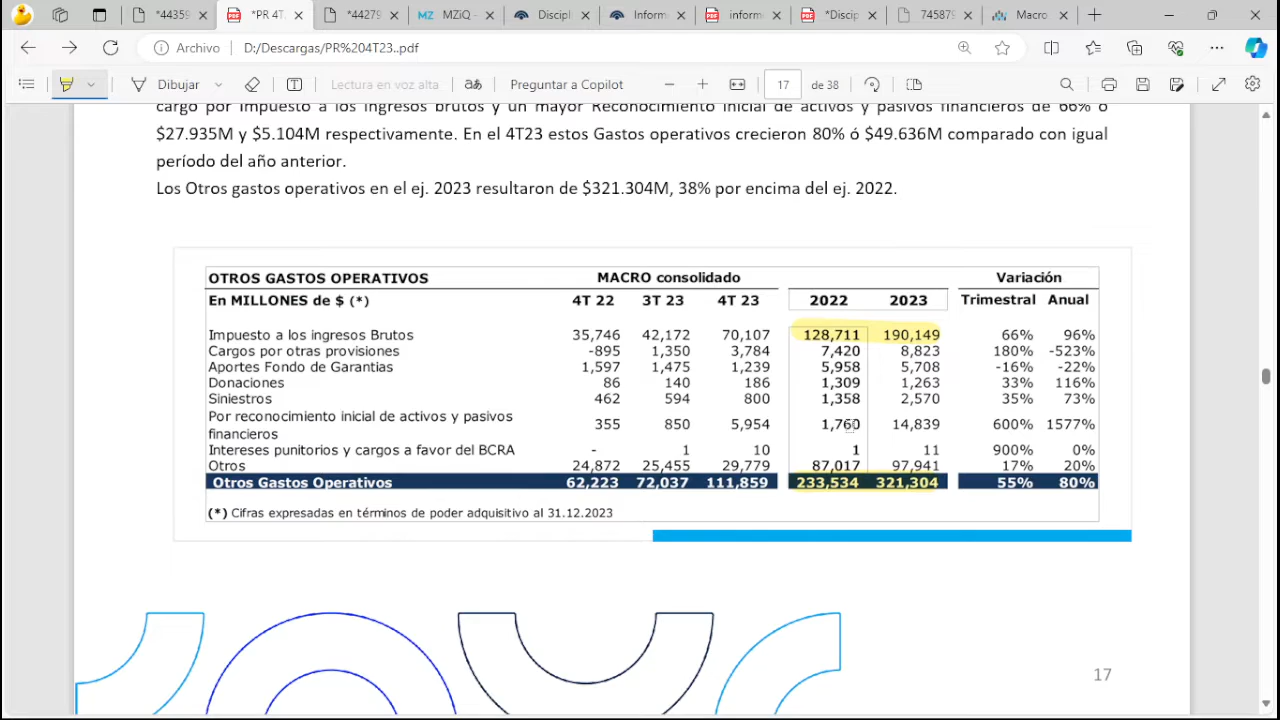 *44359
*PR 4T.
*44279
MZiQ -
Discipl
Inform
inform
*Discip
745879
Macro
Archivo
D:/Descargas/PR%204T23..pdf
Dibujar
Lectura en voz alta
aあ
Preguntar a Copilot
17
de 38
cargo por Impuesto a los ingresos brutos y un mayor Reconocimiento inicial de activos y pasivos financieros de 66% ó
$27.935M y $5.104M respectivamente. En el 4T23 estos Gastos operativos crecieron 80% ó $49.636M comparado con igual
período del año anterior.
Los Otros gastos operativos en el ej. 2023 resultaron de $321.304M, 38% por encima del ej. 2022.
OTROS GASTOS OPERATIVOS MACRO consolidado Variación
En MILLONES de $ (*) 4T 22 3T 23 4T 23 2022 2023 Trimestral Anual
Impuesto a los ingresos Brutos 35,746 42,172 70,107 128,711 190,149 66% 96%
Cargos por otras provisiones -895 1,350 3,784 7,420 8,823 180% -523%
Aportes Fondo de Garantias 1,597 1,475 1,239 5,958 5,708 -16% -22%
Donaciones 86 140 186 1,309 1,263 33% 116%
Siniestros 462 594 800 1,358 2,570 35% 73%
Por reconocimiento inicial de activos y pasivos
financieros 355 850 5,954 1,760 14,839 600% 1577%
Intereses punitorios y cargos a favor del BCRA - 1 10 1 11 900% 0%
Otros 24,872 25,455 29,779 87,017 97,941 17% 20%
Otros Gastos Operativos 62,223 72,037 111,859 233,534 321,304 55% 80%
(*) Cifras expresadas en términos de poder adquisitivo al 31.12.2023
17